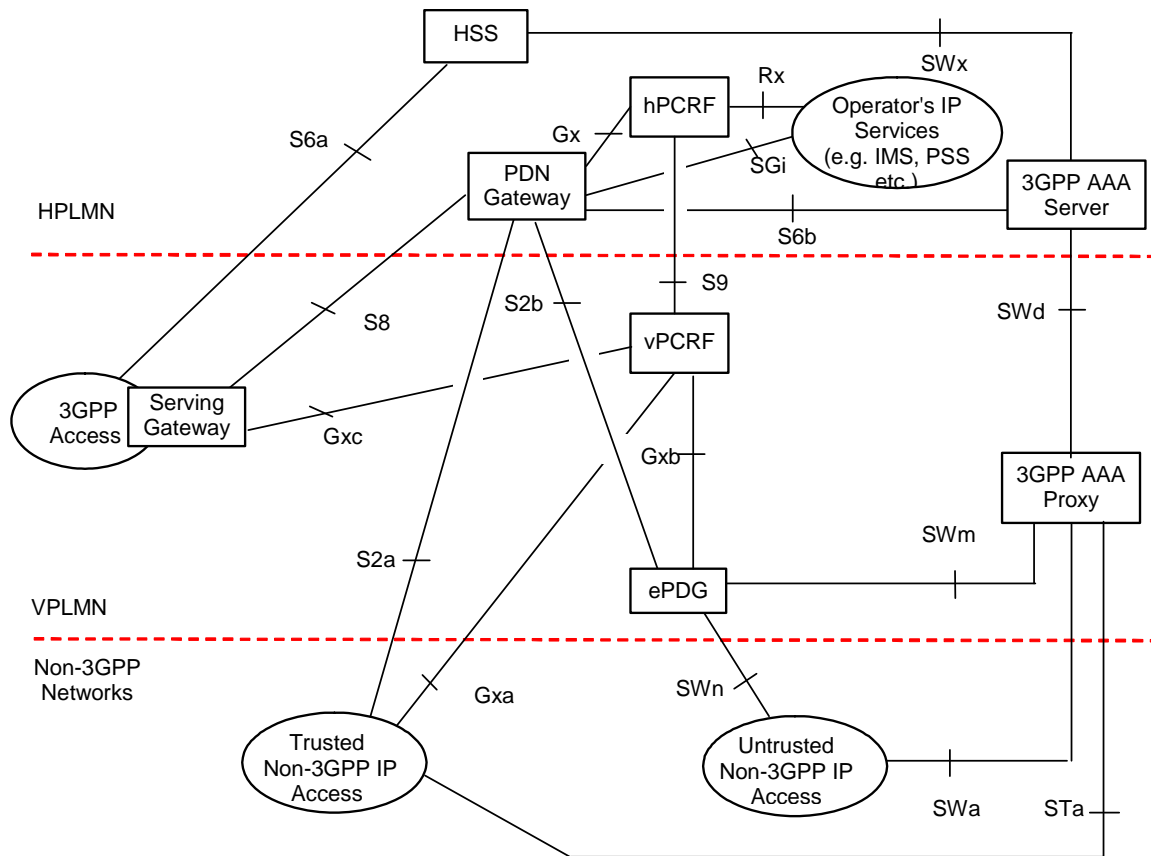 HSS
SWx
Rx
hPCRF
Operator's IP
Services
(e.g. IMS, PSS
etc.)
Gx
S6a
SGi
PDN
Gateway
3GPP AAA
Server
HPLMN
S6b
S2b
S9
SWd
S8
vPCRF
3GPP
Access
Serving
Gateway
Gxc
Gxb
3GPP AAA
Proxy
SWm
S2a
ePDG
VPLMN
Non-3GPP
Networks
Gxa
SWn
Trusted
Non-3GPP IP
Access
Untrusted
Non-3GPP IP
Access
SWa
STa